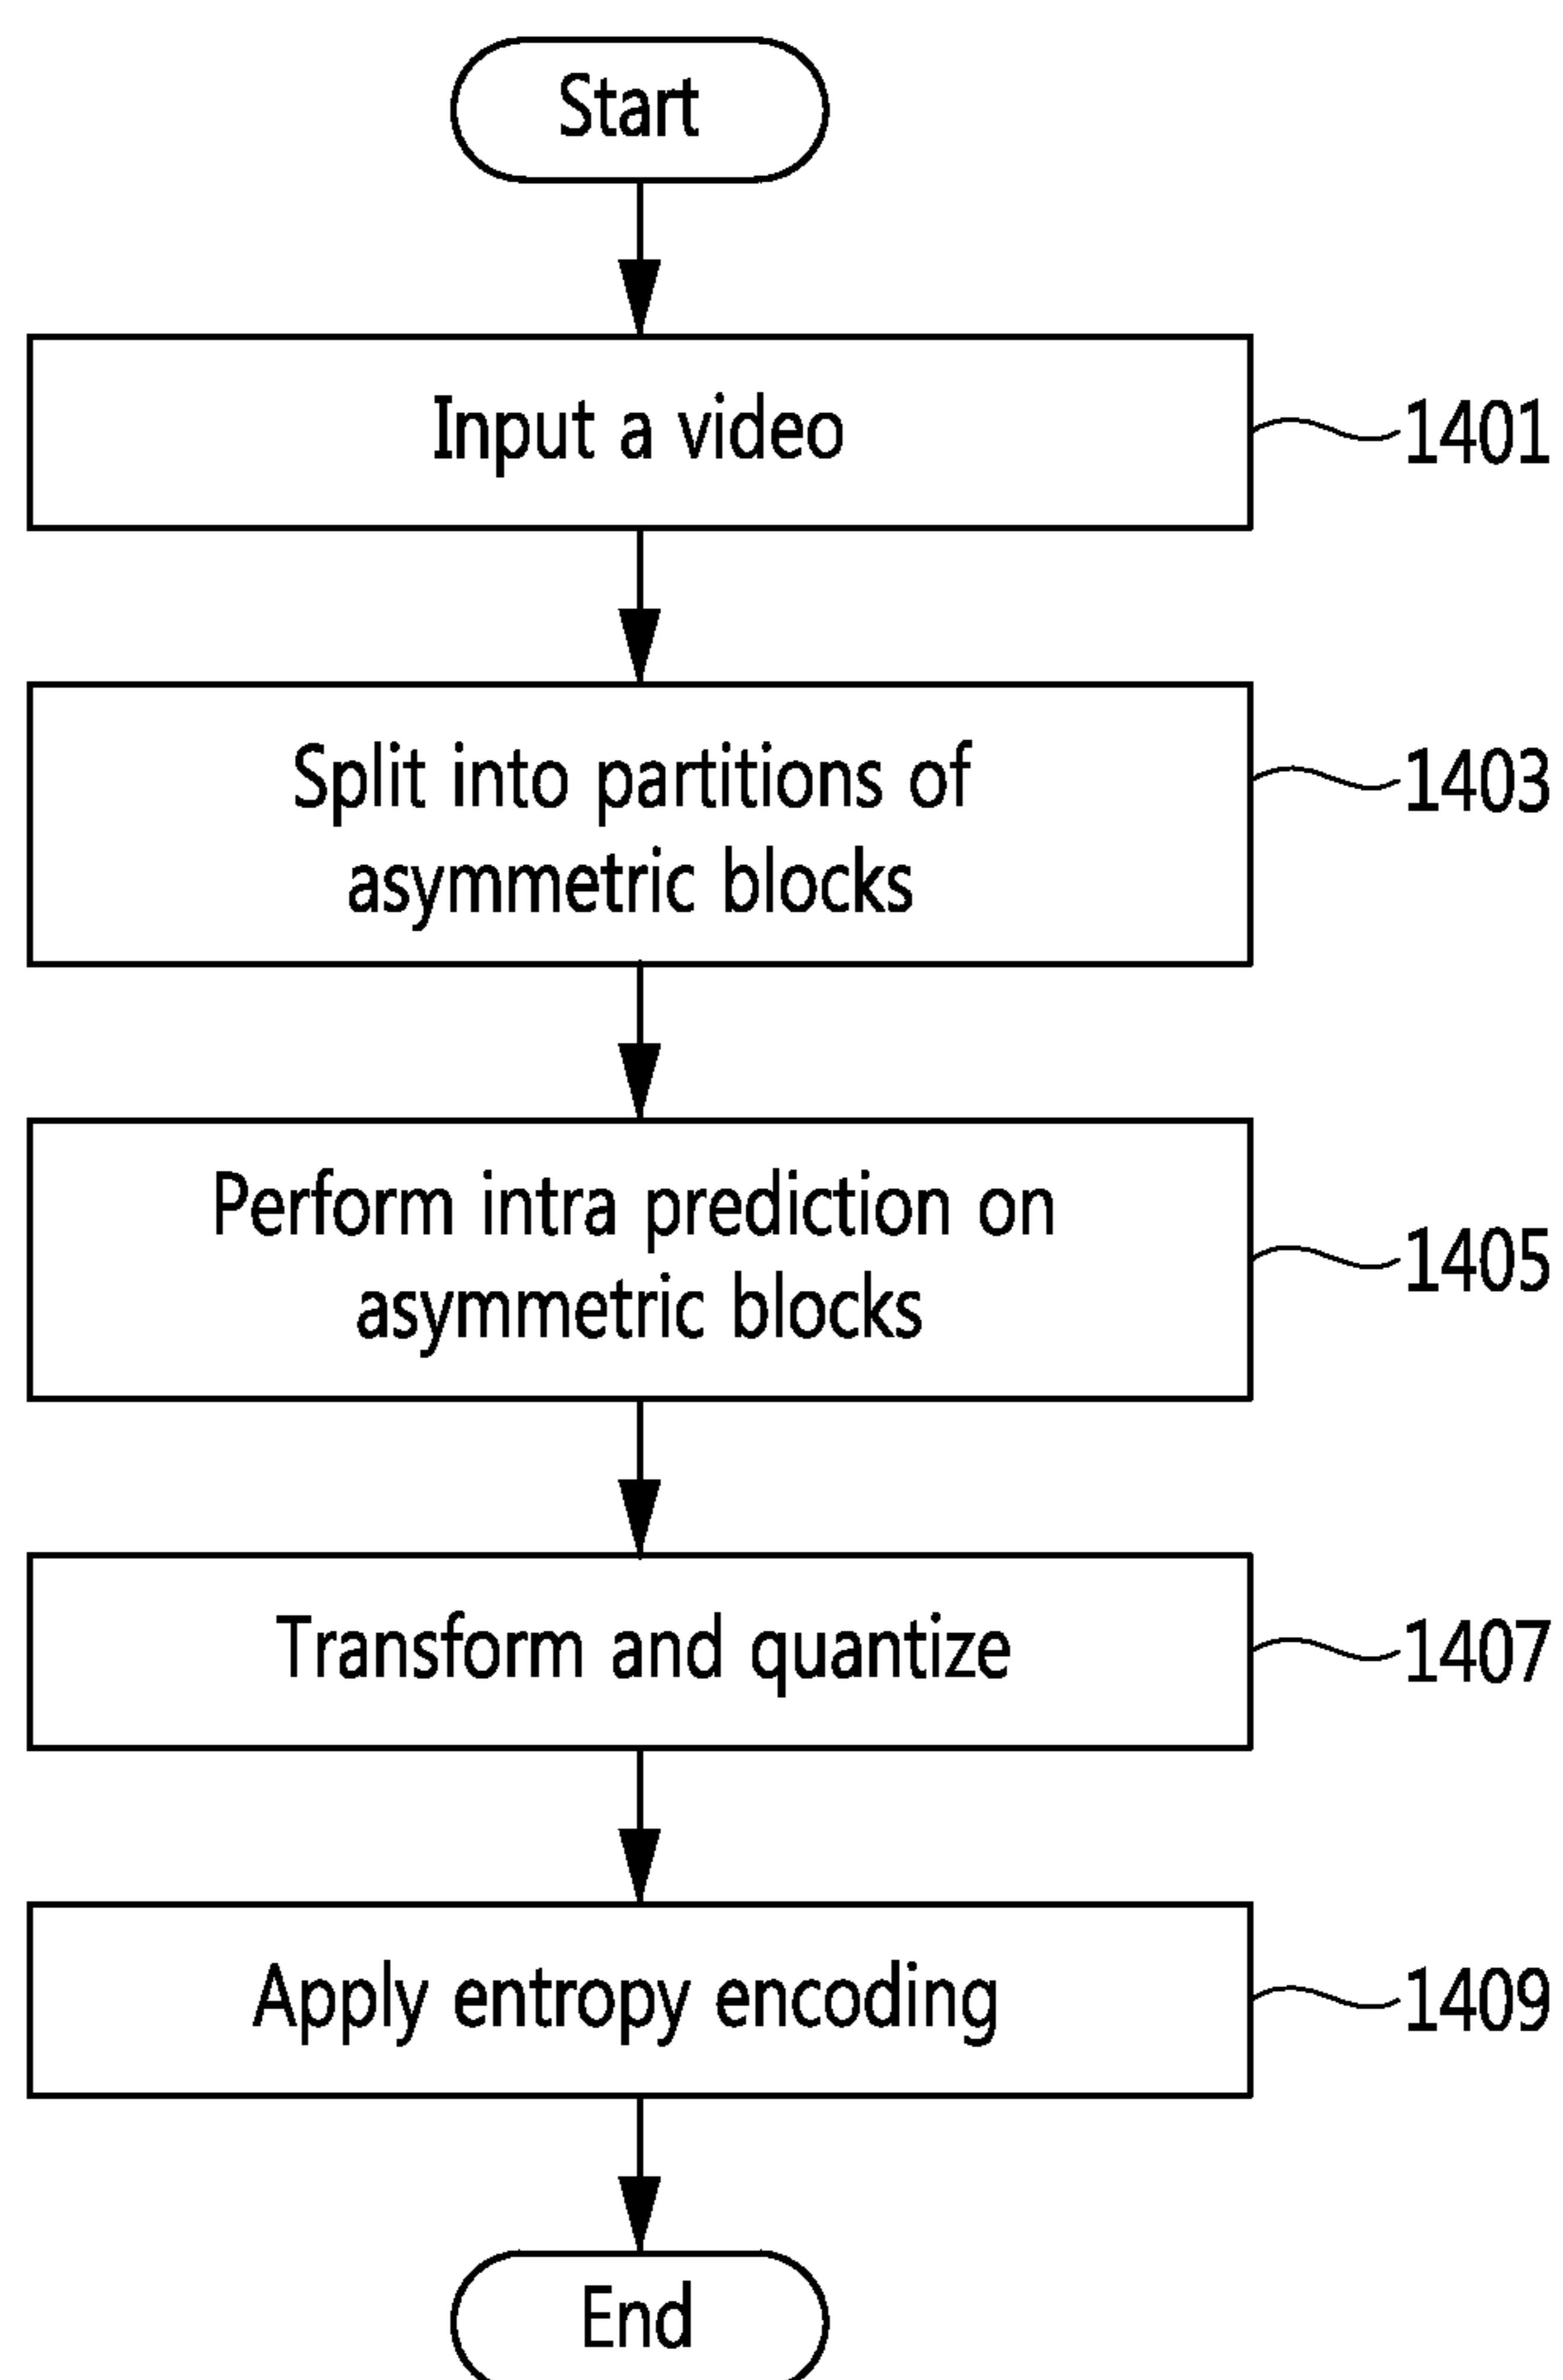 Start
Input a video
1401
Split into partitions of
asymmetric blocks
1403
Perform intra prediction on
asymmetric blocks
1405
Transform and quantize
1407
Apply entropy encoding
1409
End